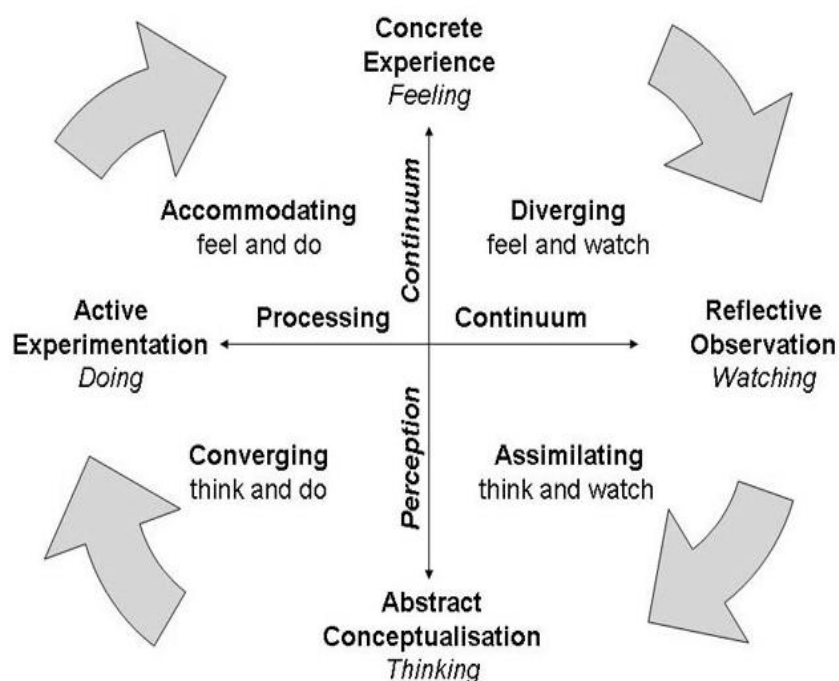 Concrete
Experience
Feeling
Continuum
Accommodating
feel and do
Diverging
feel and watch
Active
Experimentation
Doing
Processing
Continuum
Reflective
Observation
Watching
Perception
Converging
think and do
Assimilating
think and watch
Abstract
Conceptualisation
Thinking